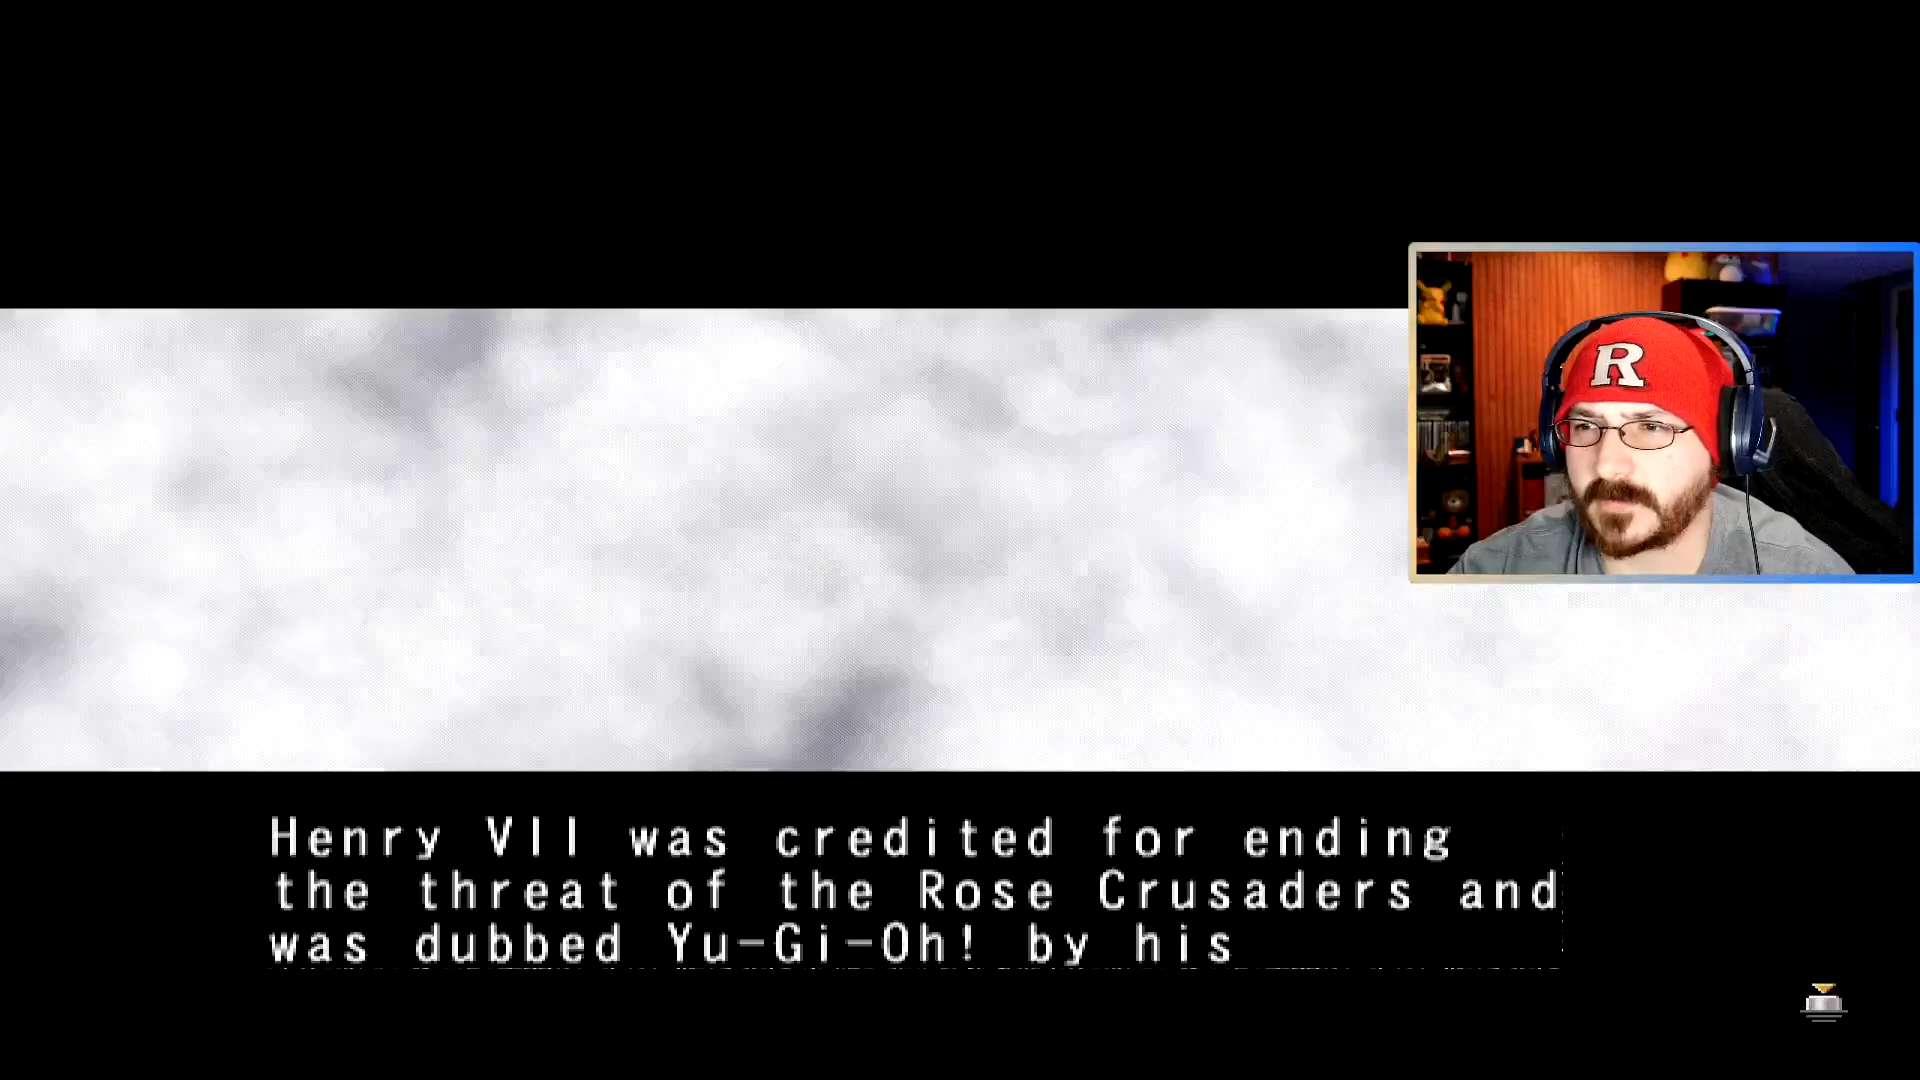 R
Henry VII was credited for ending
the threat of the Rose Crusaders and
was dubbed Yu-Gi-Oh! by his